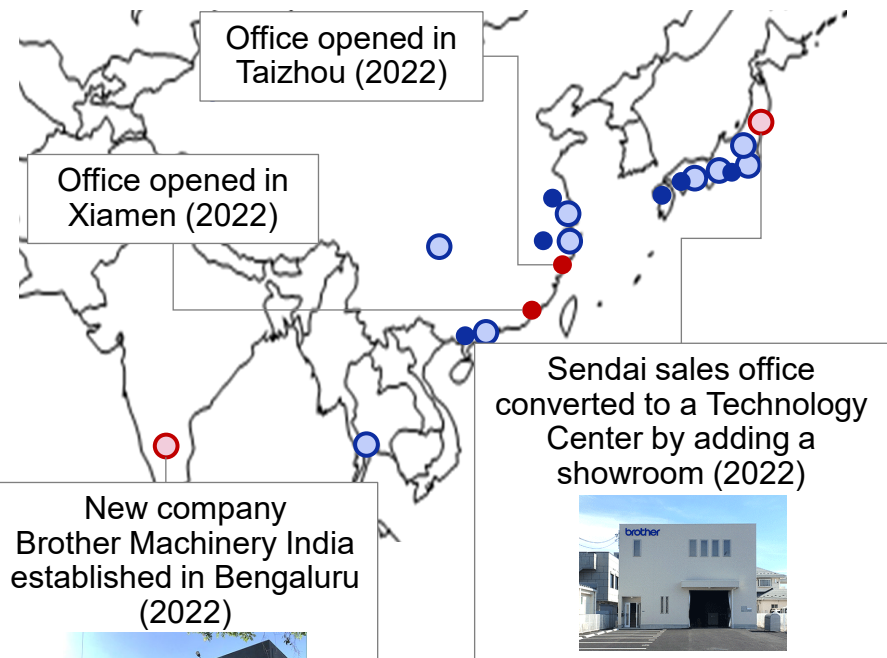 Office opened in
Taizhou (2022)
Office opened in
Xiamen (2022)
Sendai sales office
converted to a Technology
Center by adding a
showroom (2022)
brother
New company
Brother Machinery India
established in Bengaluru
(2022)